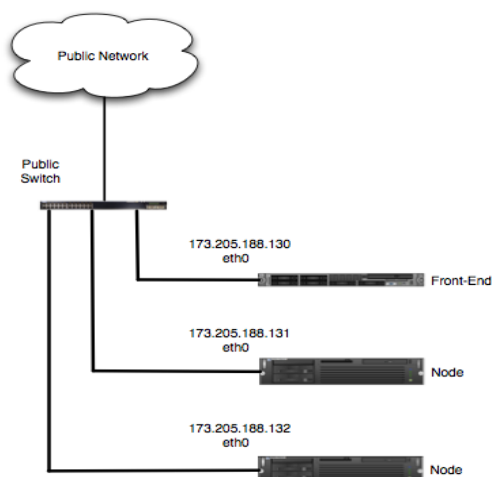 Public Network
Public
Switch
173.205.188.130
eth0
Front-End
173.205.188.131
eth0
Node
173.205.188.132
eth0
Node